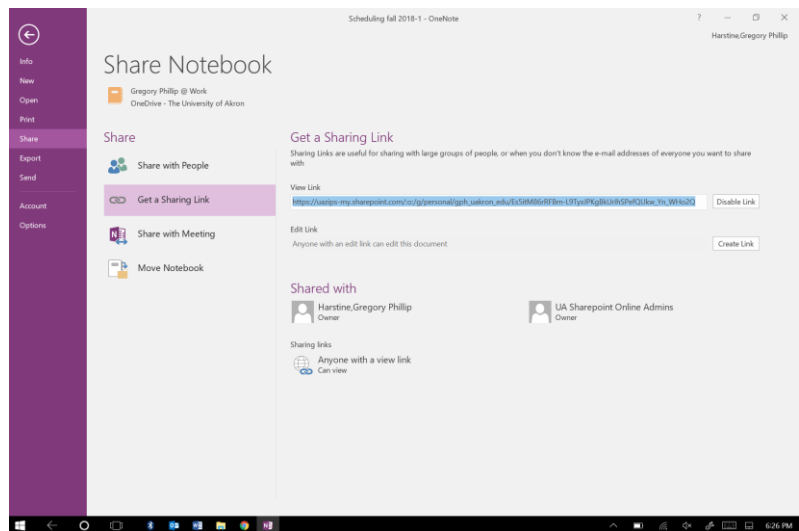 Scheduling fall 2018-1 - OneNote
?
Harstine,Gregory Phillip
Info
New
Open
Print
Share
Export
Send
Account
Options
Share Notebook
Gregory Phillip @ Work
OneDrive - The University of Akron
Share
Share with People
Get a Sharing Link
Share with Meeting
Move Notebook
Get a Sharing Link
Sharing Links are useful for sharing with large groups of people, or when you don't know the e-mail addresses of everyone you want to share
with
View Link
Disable Link
Edit Link
Anyone with an edit link can edit this document
Create Link
Shared with
Harstine,Gregory Phillip
Owner
UA Sharepoint Online Admins
Owner
Sharing links
Anyone with a view link
Can view
6:26 PM